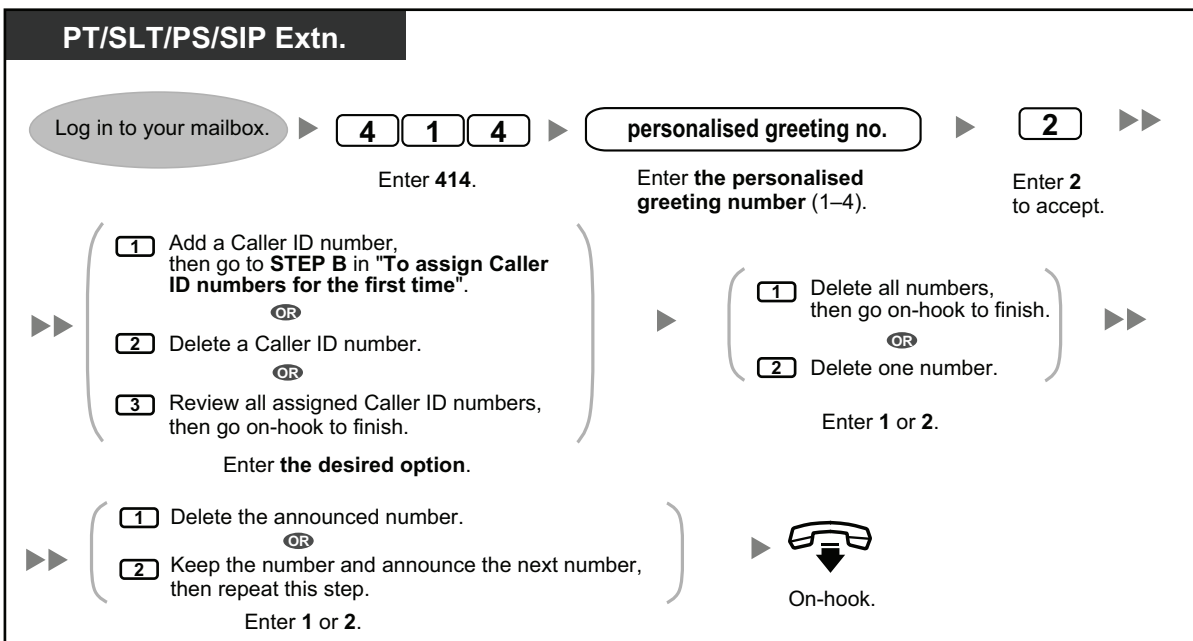 PT/SLT/PS/SIP Extn.
Log in to your mailbox.
4 1 4
personalised greeting no.
2
Enter 414.
Enter the personalised
greeting number (1–4).
Enter 2
to accept.
1 Add a Caller ID number,
then go to STEP B in "To assign Caller
ID numbers for the first time".
OR
2 Delete a Caller ID number.
OR
3 Review all assigned Caller ID numbers,
then go on-hook to finish.
Enter the desired option.
1 Delete all numbers,
then go on-hook to finish.
OR
2 Delete one number.
Enter 1 or 2.
1 Delete the announced number.
OR
2 Keep the number and announce the next number,
then repeat this step.
Enter 1 or 2.
On-hook.